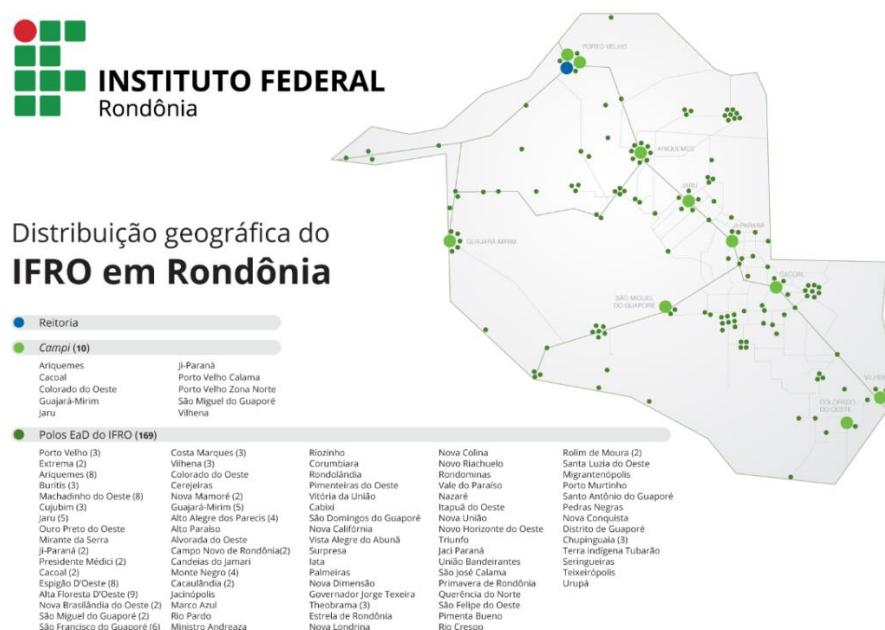 INSTITUTO FEDERAL
Rondônia
Distribuição geográfica do
IFRO em Rondônia
Reitoria
Campi (10)
Ariquemes
Cacoal
Colorado do Oeste
Guajará-Mirim
Jaru
Ji-Paraná
Porto Velho Calama
Porto Velho Zona Norte
São Miguel do Guaporé
Vilhena
Polos EaD do IFRO (169)
Porto Velho (3)
Extrema (2)
Ariquemes (8)
Buritis (3)
Machadinho do Oeste (8)
Cujubim (3)
Jaru (5)
Ouro Preto do Oeste
Mirante da Serra
Ji-Paraná (2)
Presidente Médici (2)
Cacoal (2)
Espigão D'Oeste (8)
Alta Floresta D'Oeste (9)
Nova Brasilândia do Oeste (2)
São Miguel do Guaporé (2)
São Francisco do Guaporé (6)
Costa Marques (3)
Vilhena (3)
Colorado do Oeste
Cerejeiras
Nova Mamoré (2)
Guajará-Mirim (5)
Alto Alegre dos Parecis (4)
Alto Paraíso
Alvorada do Oeste
Campo Novo de Rondônia(2)
Candeias do Jamari
Monte Negro (4)
Cacaulândia (2)
Jacinópolis
Marco Azul
Rio Pardo
Ministro Andreaza
Riozinho
Corumbiara
Rondolândia
Pimenteiras do Oeste
Vitória da União
Cabixi
São Domingos do Guaporé
Nova Califórnia
Vista Alegre do Abunã
Surpresa
Iata
Palmeiras
Nova Dimensão
Governador Jorge Texeira
Theobrama (3)
Estrela de Rondônia
Nova Londrina
Nova Colina
Novo Riachuelo
Rondominas
Vale do Paraíso
Nazaré
Itapuã do Oeste
Nova União
Novo Horizonte do Oeste
Triunfo
Jaci Paraná
União Bandeirantes
São José Calama
Primavera de Rondônia
Querência do Norte
São Felipe do Oeste
Pimenta Bueno
Rio Crespo
Rolim de Moura (2)
Santa Luzia do Oeste
Migrantenópolis
Porto Murtinho
Santo Antônio do Guaporé
Pedras Negras
Nova Conquista
Distrito de Guaporé
Chupinguaia (3)
Terra indígena Tubarão
Seringueiras
Teixeirópolis
Urupá
PORTO VELHO
ARIQUEMES
JARU
JI-PARANÁ
GUAJARÁ-MIRIM
CACOAL
SÃO MIGUEL
DO GUAPORÉ
VILHENA
COLORADO
DO OESTE